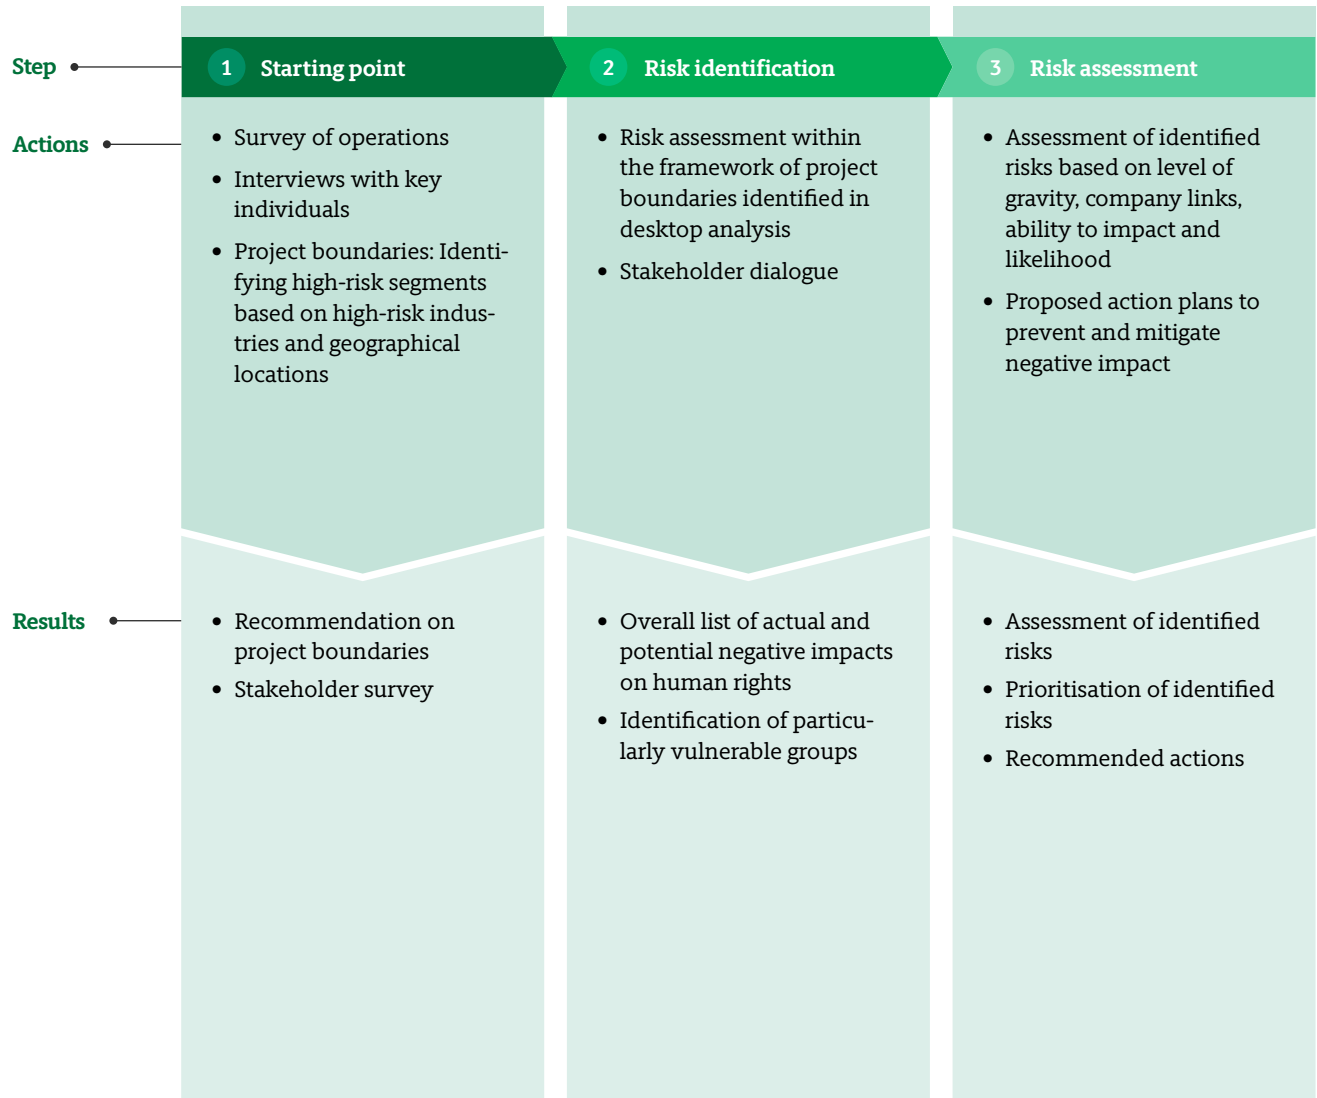 Step
1 Starting point
2 Risk identification
3 Risk assessment
Actions
• Survey of operations
• Interviews with key
individuals
• Project boundaries: Identi-
fying high-risk segments
based on high-risk indus-
tries and geographical
locations
• Risk assessment within
the framework of project
boundaries identified in
desktop analysis
• Stakeholder dialogue
• Assessment of identified
risks based on level of
gravity, company links,
ability to impact and
likelihood
• Proposed action plans to
prevent and mitigate
negative impact
Results
• Recommendation on
project boundaries
• Stakeholder survey
• Overall list of actual and
potential negative impacts
on human rights
• Identification of particu-
larly vulnerable groups
• Assessment of identified
risks
• Prioritisation of identified
risks
• Recommended actions